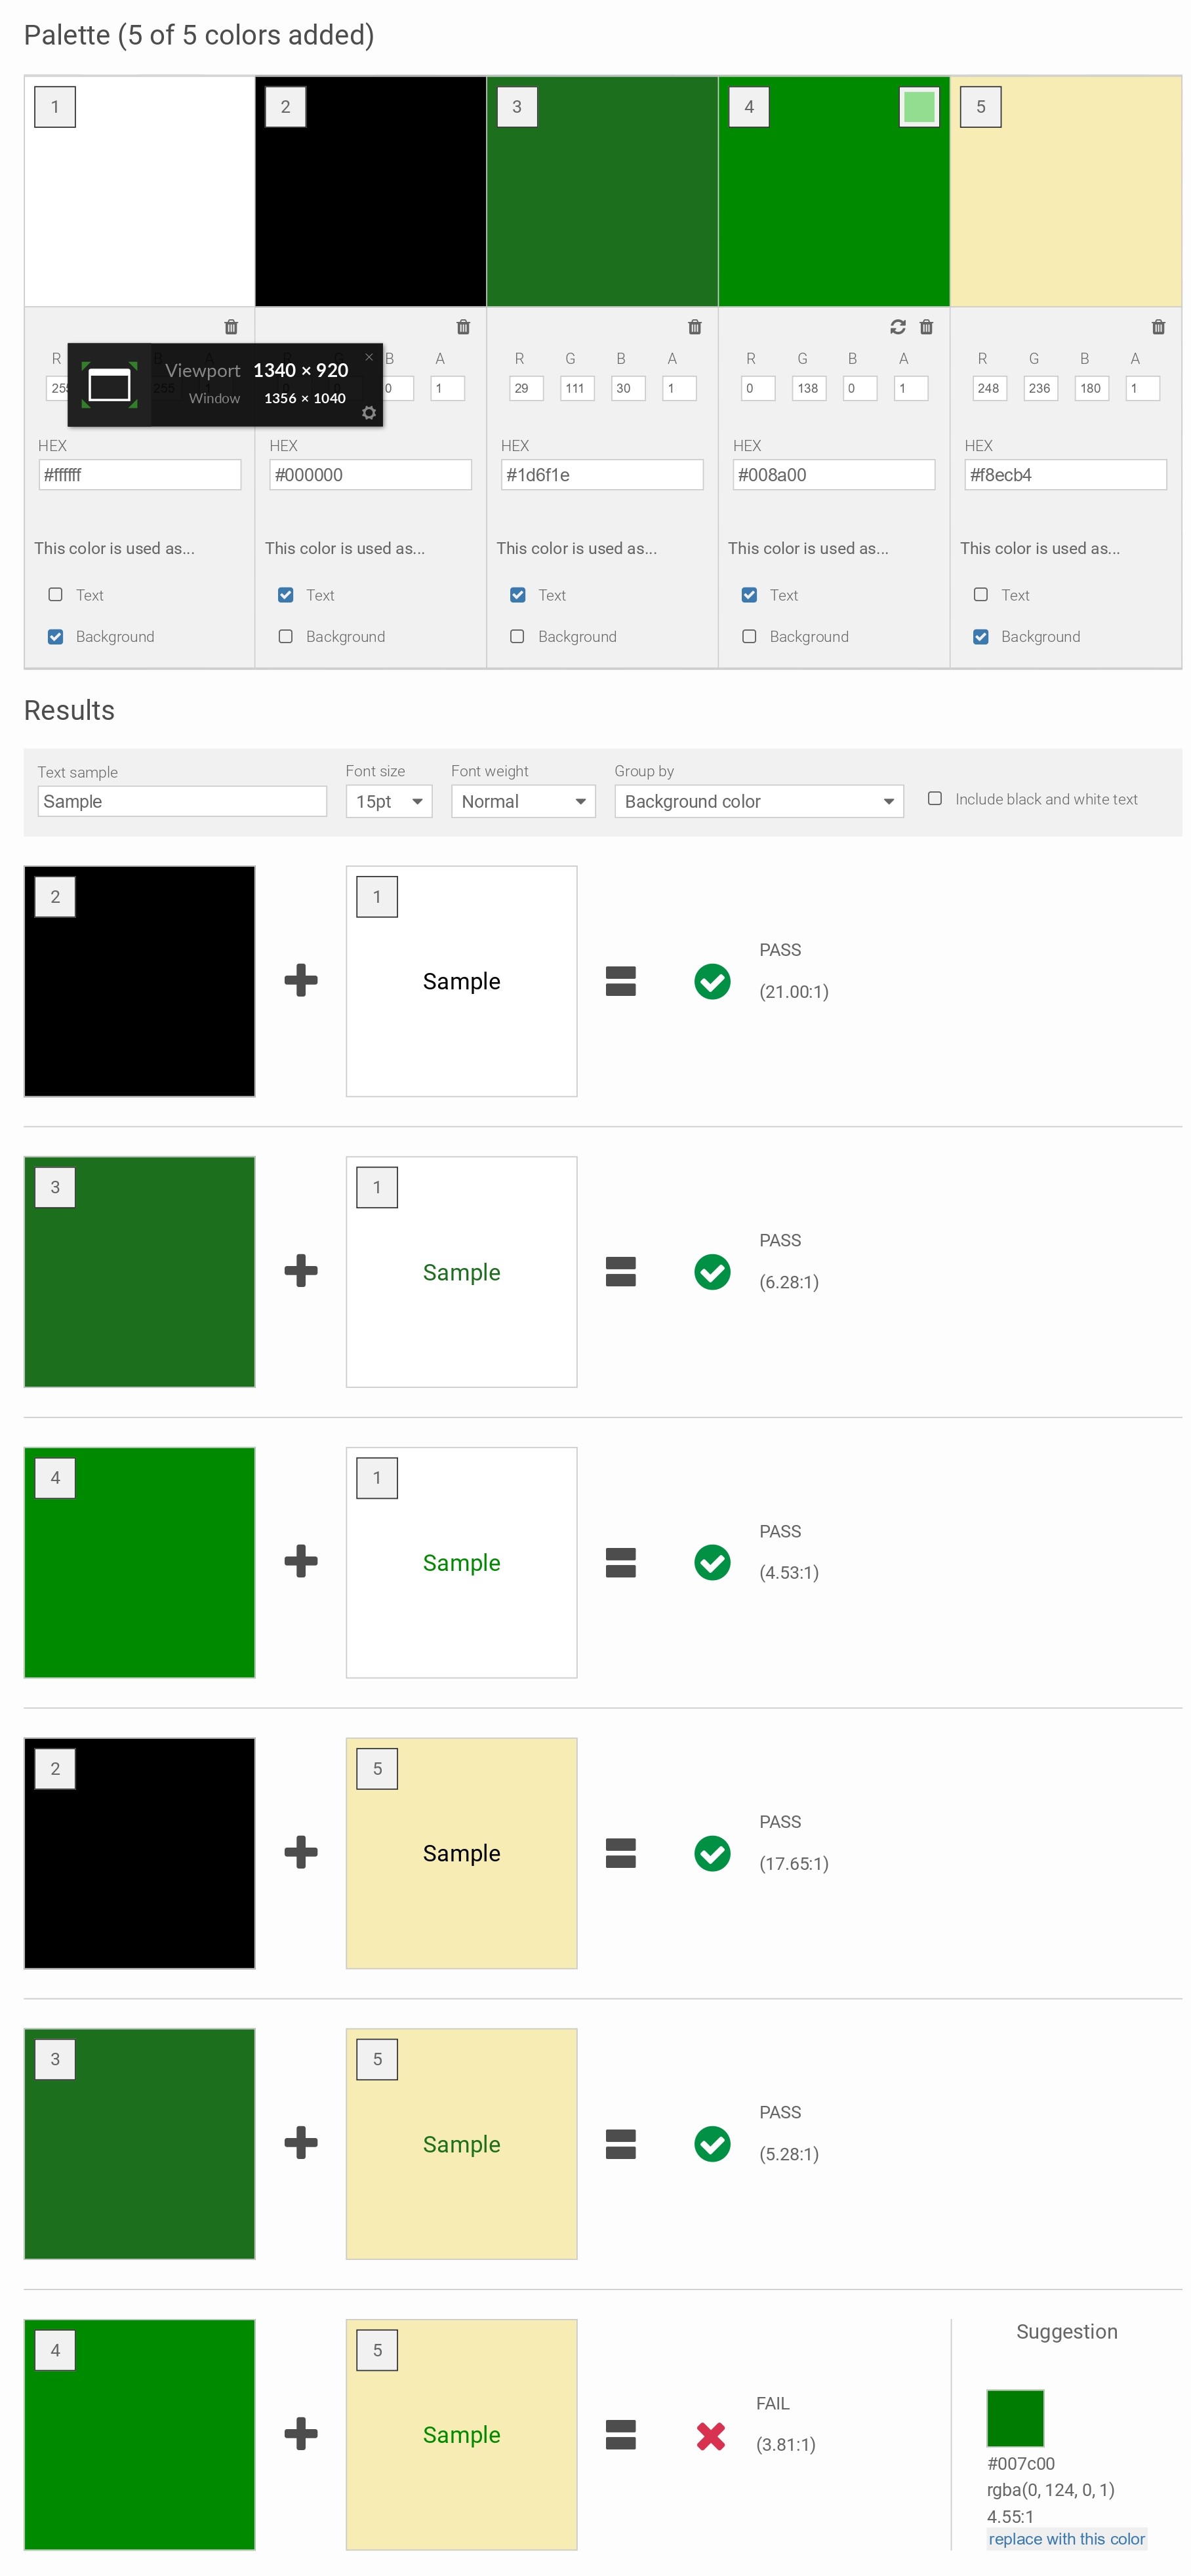 Palette (5 of 5 colors added)
1 2 3 4 5
R B A B A R G B A R G B A R G B A
255 255 1 0 0 0 1 29 111 30 1 0 138 0 1 248 236 180 1
Viewport 1340 × 920 ×
Window 1356 × 1040
HEX HEX HEX HEX HEX
#ffffff #000000 #1d6f1e #008a00 #f8ecb4
This color is used as... This color is used as... This color is used as... This color is used as... This color is used as...
Text Text Text Text Text
Background Background Background Background Background
Results
Text sample Font size Font weight Group by
Sample 15pt Normal Background color Include black and white text
2 1
PASS
Sample
(21.00:1)
3 1
PASS
Sample
(6.28:1)
4 1
PASS
Sample
(4.53:1)
2 5
PASS
Sample
(17.65:1)
3 5
PASS
Sample
(5.28:1)
Suggestion
4 5
FAIL
Sample
(3.81:1)
#007c00
rgba(0, 124, 0, 1)
4.55:1
replace with this color